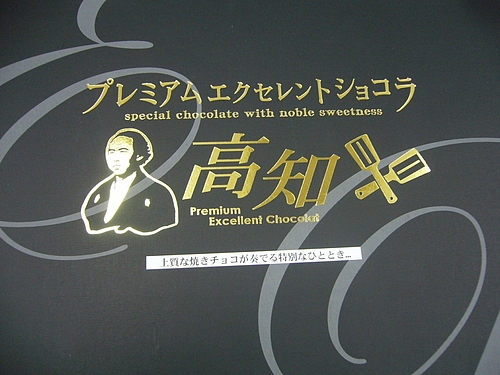 プレミアムエクセレントショコラ
special chocolate with noble sweetness
高知
Premium
Excellent Chocolat
上質な焼きチョコが奏でる特別なひととき...